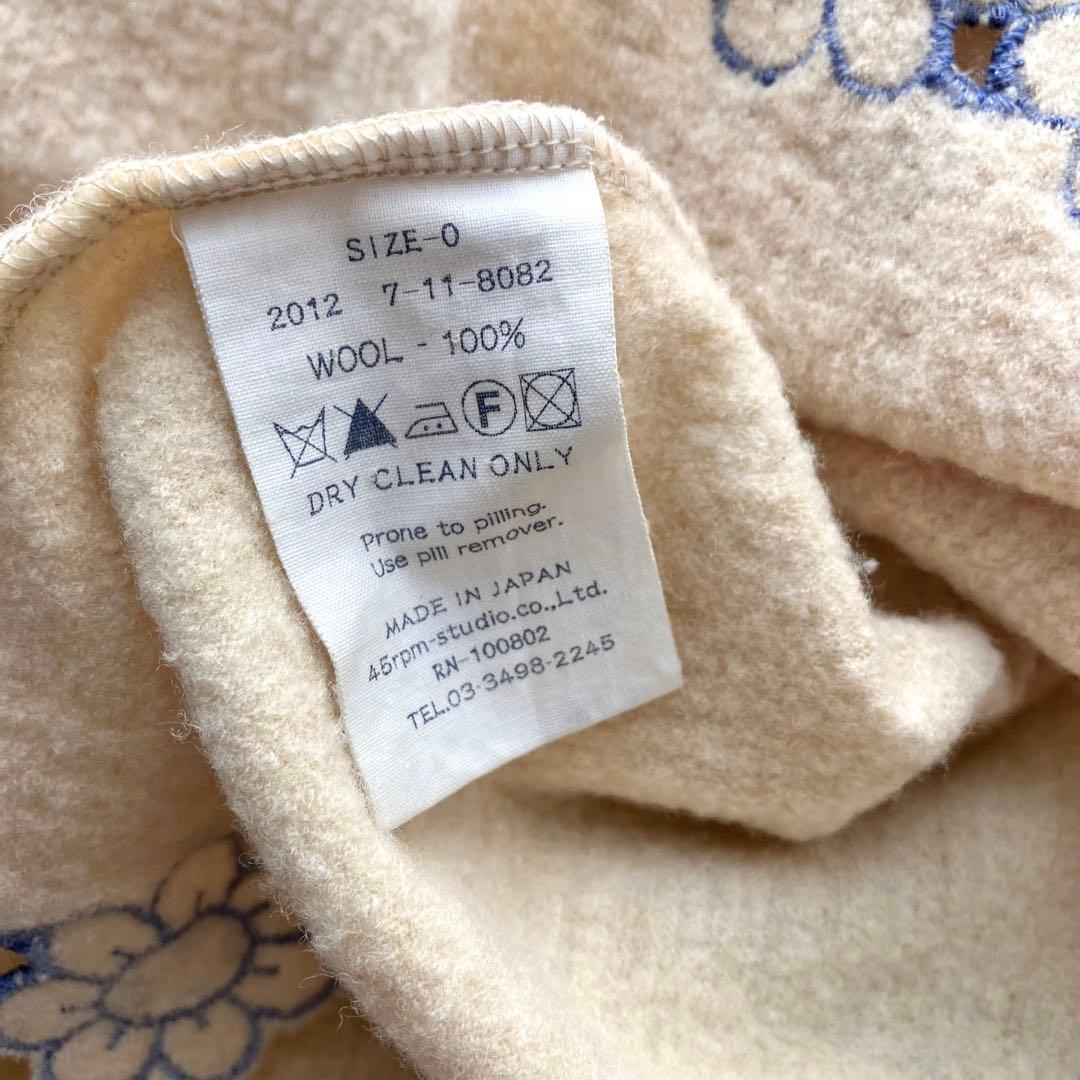 SIZE-0
2012 7-11-8082
WOOL - 100%
F
DRY CLEAN ONLY
Prone to pilling.
Use pill remover.
MADE IN JAPAN
45rpm-studio.co.,Ltd.
RN-100802
TEL.03-3498-2245